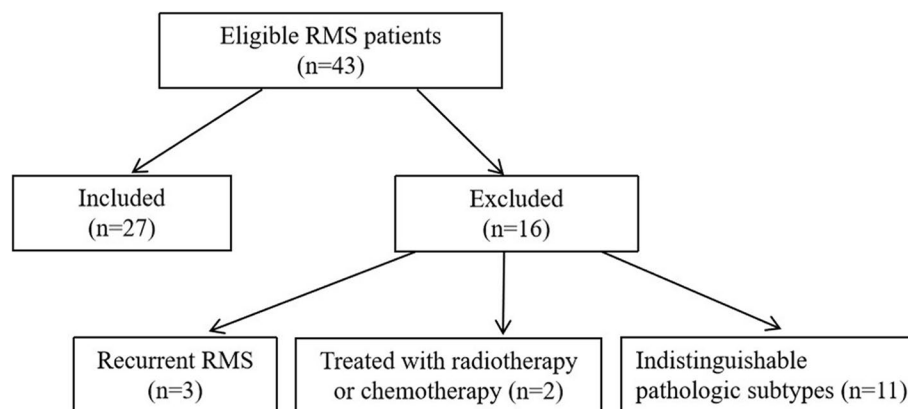 Eligible RMS patients
(n=43)
Included
(n=27)
Excluded
(n=16)
Recurrent RMS
(n=3)
Treated with radiotherapy
or chemotherapy (n=2)
Indistinguishable
pathologic subtypes (n=11)